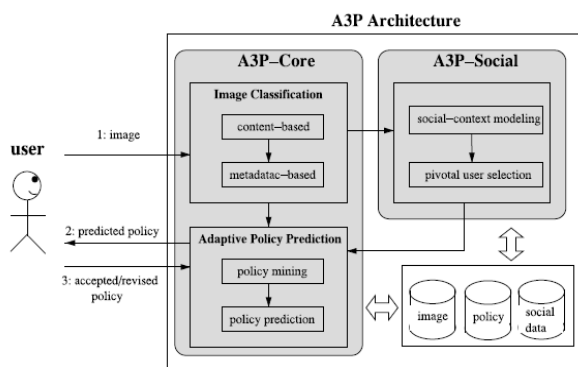 A3P Architecture
A3P–Core
A3P–Social
Image Classification
content–based
metadatac–based
social–context modeling
pivotal user selection
user
1: image
2: predicted policy
3: accepted/revised
policy
Adaptive Policy Prediction
policy mining
policy prediction
image
policy
social
data